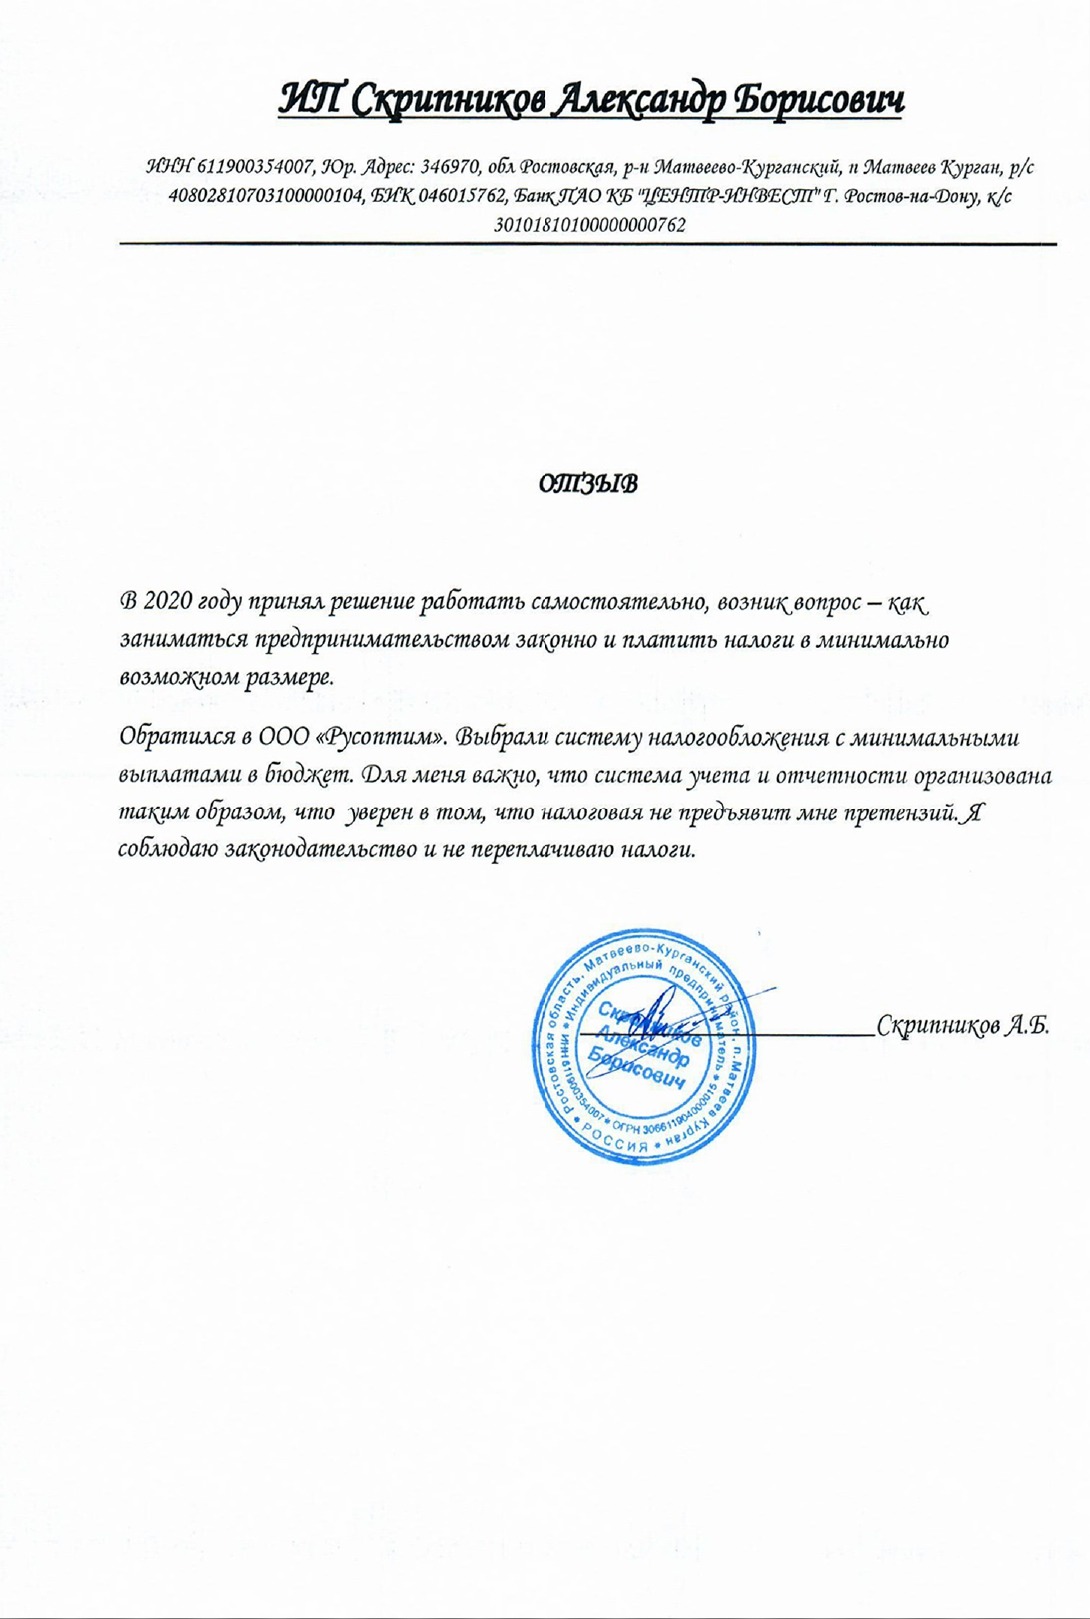 ИП Скрипников Александр Борисович
ИНН 611900354007, Юр. Адрес: 346970, обл Ростовская, р-н Матвеево-Курганский, п Матвеев Курган, р/с
40802810703100000104, БИК 046015762, Банк ПАО КБ "ЦЕНТР-ИНВЕСТ" Г. Ростов-на-Дону, к/с
30101810100000000762
ОТЗЫВ
В 2020 году принял решение работать самостоятельно, возник вопрос – как
заниматься предпринимательством законно и платить налоги в минимально
возможном размере.
Обратился в ООО «Русоптим». Выбрали систему налогообложения с минимальными
выплатами в бюджет. Для меня важно, что система учета и отчетности организована
таким образом, что уверен в том, что налоговая не предъявит мне претензий. Я
соблюдаю законодательство и не переплачиваю налоги.
Скрипников А.Б.
Ростовская область, Матвеево-Курганский район, п. Матвеев Курган
РОССИЯ
Индивидуальный предприниматель
ИНН 611900354007 * ОГРН 306611904000015
Скрипников
Александр
Борисович